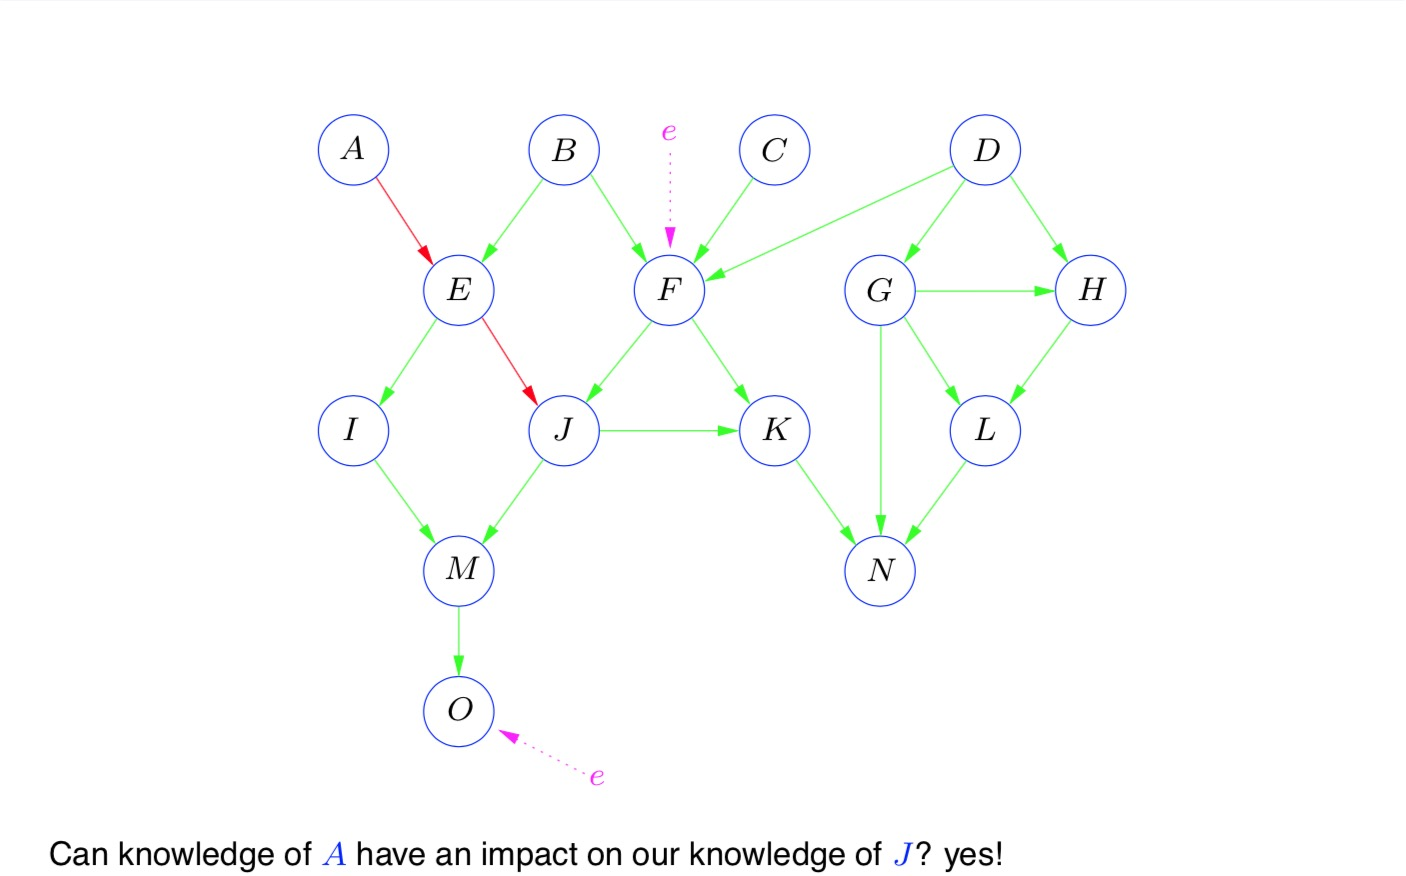 A B e C D
E F G H
I J K L
M N
O
e
Can knowledge of A have an impact on our knowledge of J? yes!